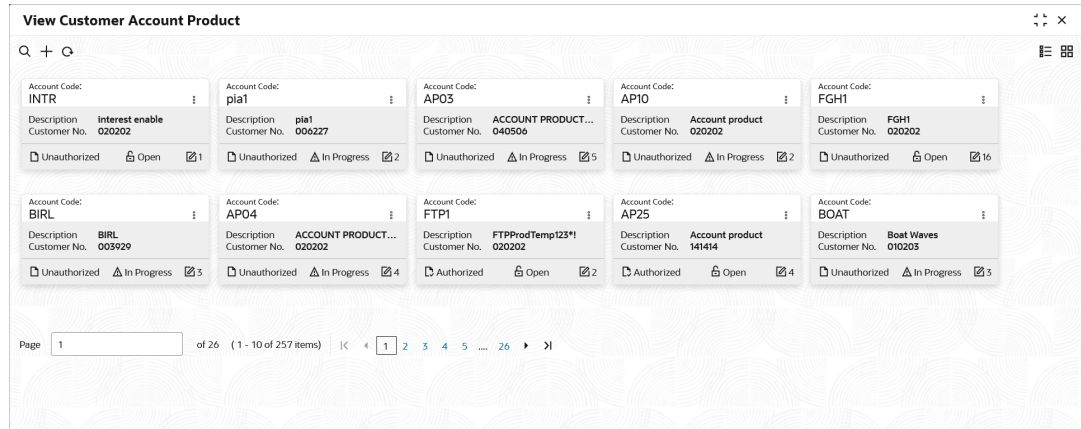 View Customer Account Product
Account Code: Account Code: Account Code: Account Code: Account Code:
INTR pia1 AP03 AP10 FGH1
Description interest enable Description pia1 Description ACCOUNT PRODUCT... Description Account product Description FGH1
Customer No. 020202 Customer No. 006227 Customer No. 040506 Customer No. 020202 Customer No. 020202
Unauthorized Open 1 Unauthorized In Progress 2 Unauthorized In Progress 5 Unauthorized In Progress 2 Unauthorized Open 16
Account Code: Account Code: Account Code: Account Code: Account Code:
BIRL AP04 FTP1 AP25 BOAT
Description BIRL Description ACCOUNT PRODUCT... Description FTPProdTemp123*! Description Account product Description Boat Waves
Customer No. 003929 Customer No. 020202 Customer No. 020202 Customer No. 141414 Customer No. 010203
Unauthorized In Progress 3 Unauthorized In Progress 4 Authorized Open 2 Authorized Open 4 Unauthorized In Progress 3
Page 1 of 26 ( 1 - 10 of 257 items) 1 2 3 4 5 .... 26